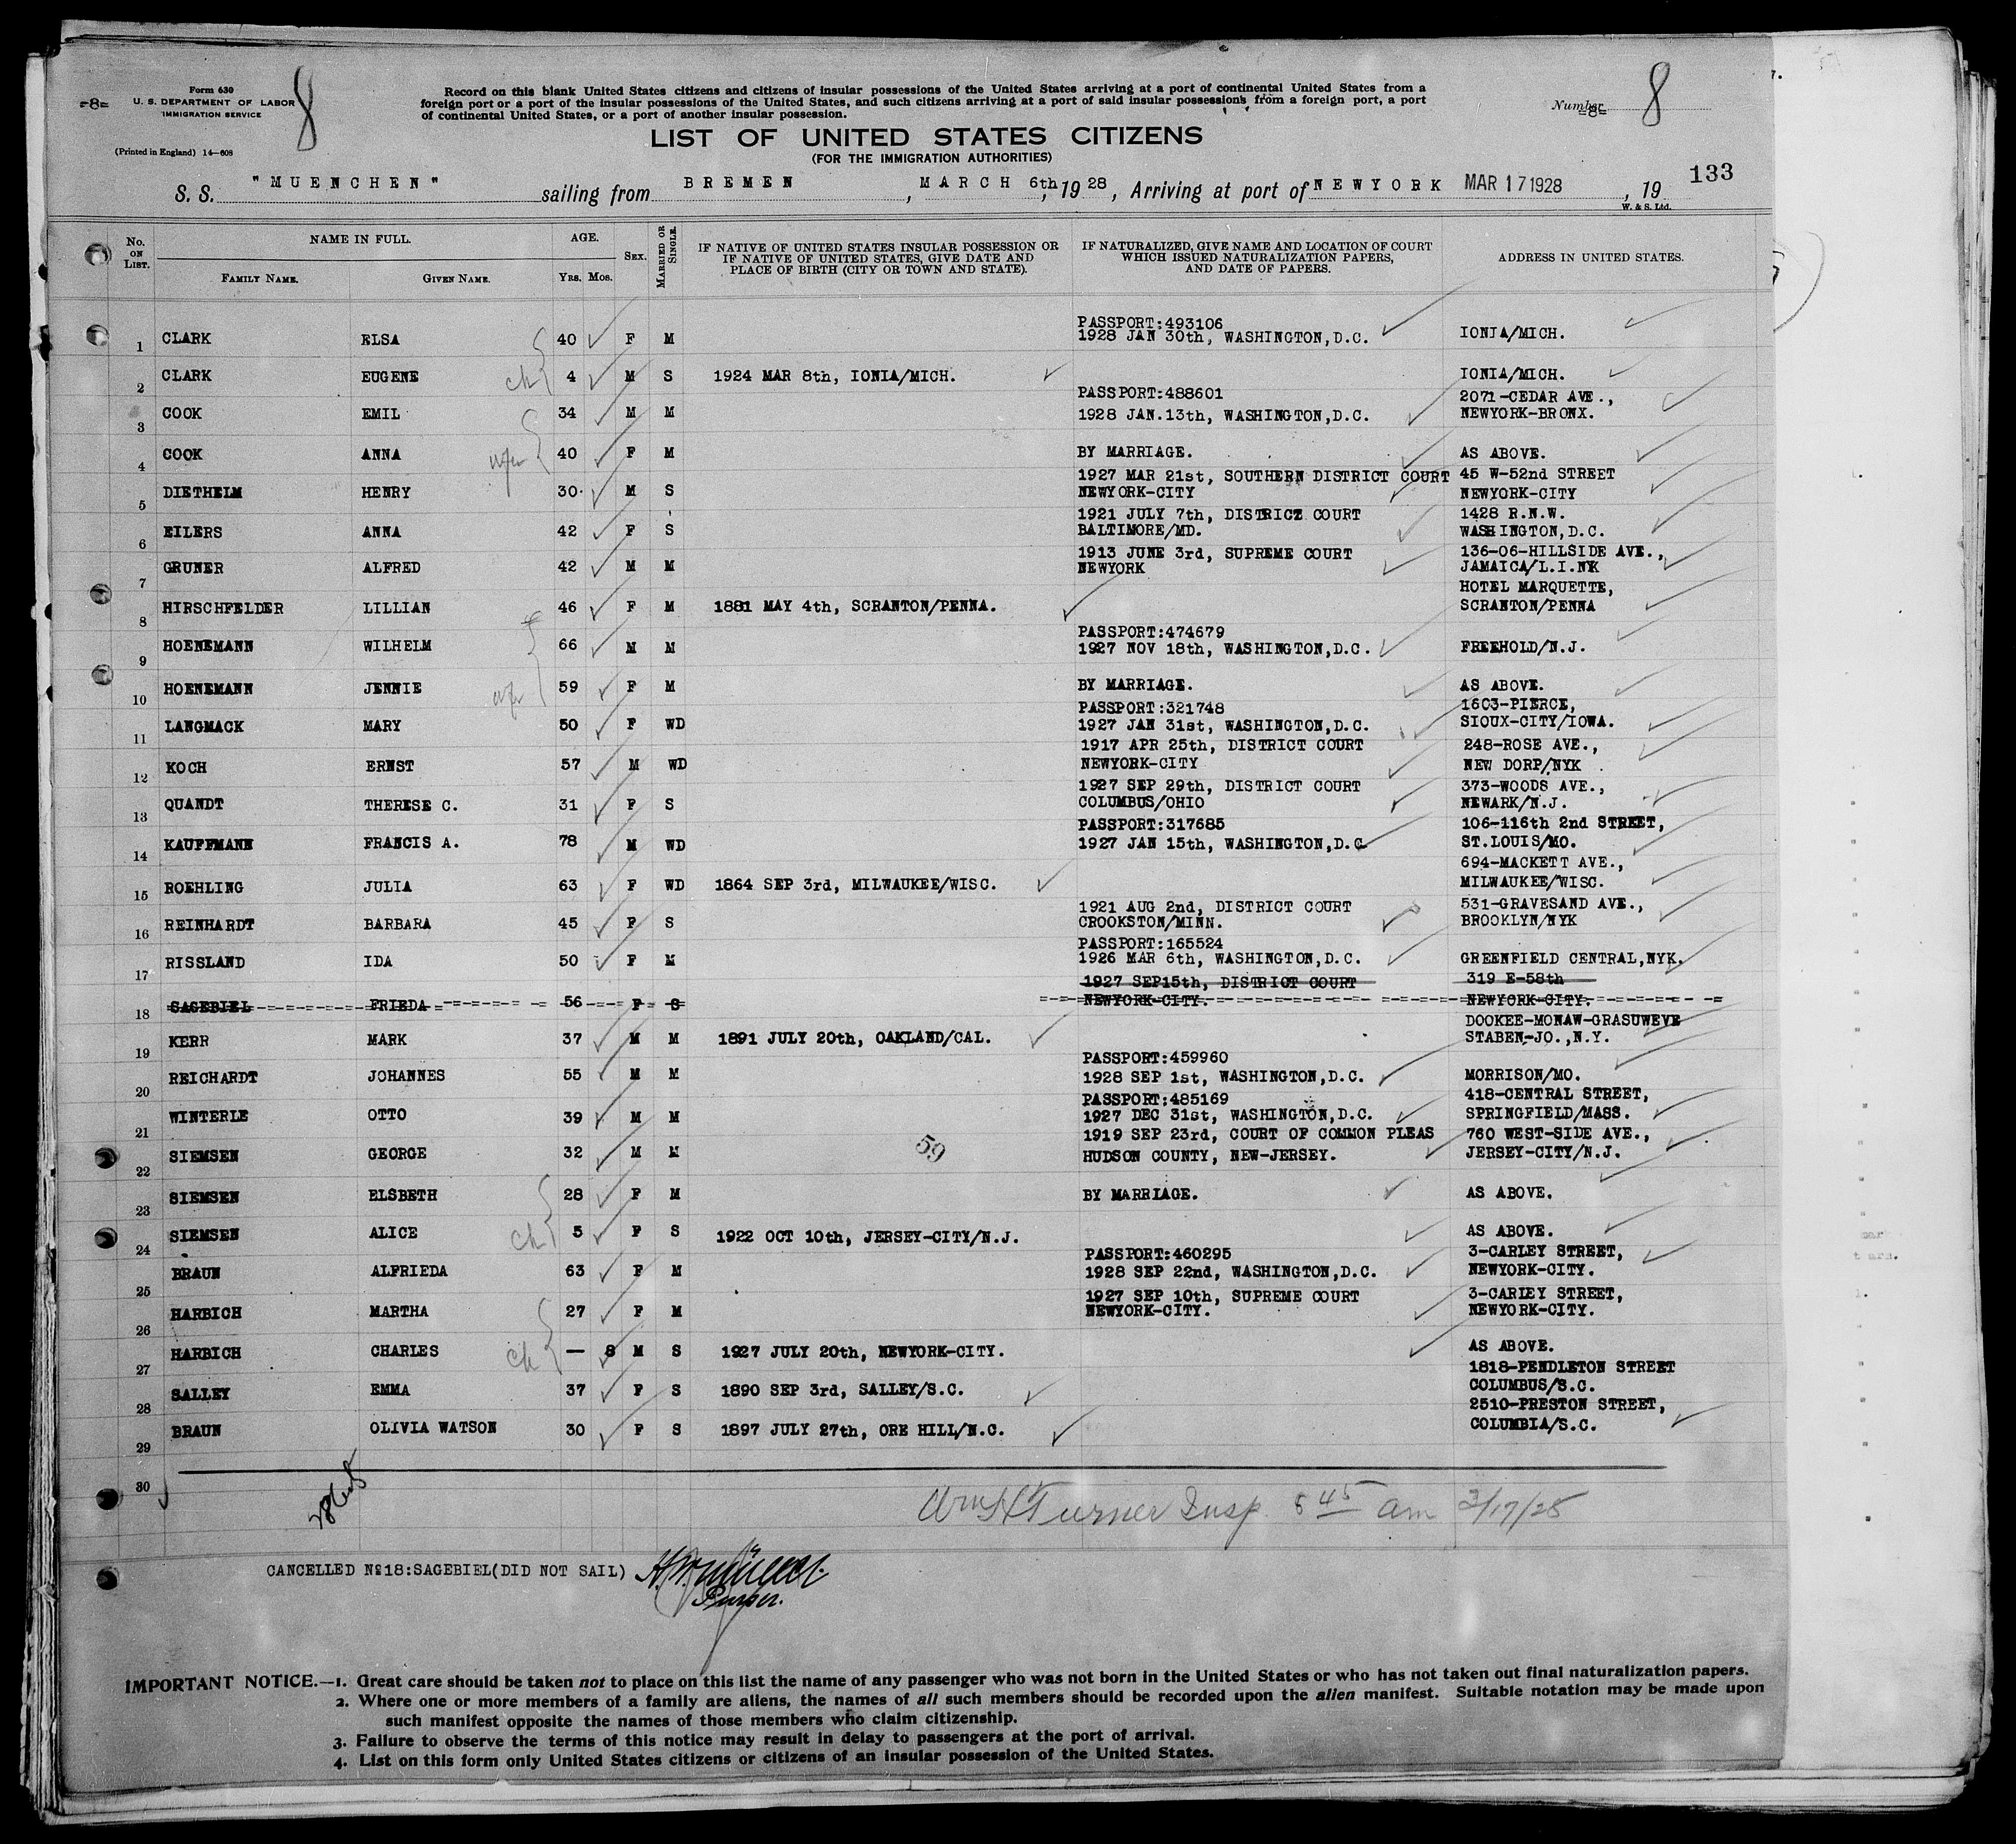 -8-
Form 630
U. S. DEPARTMENT OF LABOR
IMMIGRATION SERVICE
(Printed in England) 14—608
8
Record on this blank United States citizens and citizens of insular possessions of the United States arriving at a port of continental United States from a
foreign port or a port of the insular possessions of the United States, and such citizens arriving at a port of said insular possessions from a foreign port, a port
of continental United States, or a port of another insular possession.
Number -8- 8
LIST OF UNITED STATES CITIZENS
(FOR THE IMMIGRATION AUTHORITIES)
133
S. S. "MUENCHEN" sailing from BREMEN, MARCH 6th, 19 28, Arriving at port of NEWYORK MAR 17 1928, 19
W. & S. Ltd.
No. ON LIST. NAME IN FULL. FAMILY NAME. GIVEN NAME. AGE. YRS. MOS. SEX. MARRIED OR SINGLE. IF NATIVE OF UNITED STATES INSULAR POSSESSION OR IF NATIVE OF UNITED STATES, GIVE DATE AND PLACE OF BIRTH (CITY OR TOWN AND STATE). IF NATURALIZED, GIVE NAME AND LOCATION OF COURT WHICH ISSUED NATURALIZATION PAPERS, AND DATE OF PAPERS. ADDRESS IN UNITED STATES.
1 CLARK ELSA 40 F M PASSPORT:493106 1928 JAN 30th, WASHINGTON,D.C. IONIA/MICH.
2 CLARK EUGENE ch 4 M S 1924 MAR 8th, IONIA/MICH. IONIA/MICH.
3 COOK EMIL 34 M M PASSPORT:488601 1928 JAN.13th, WASHINGTON,D.C. 2071-CEDAR AVE., NEWYORK-BRONX.
4 COOK ANNA wfe 40 F M BY MARRIAGE. AS ABOVE.
5 DIETHELM HENRY 30 M S 1927 MAR 21st, SOUTHERN DISTRICT COURT NEWYORK-CITY 45 W-52nd STREET NEWYORK-CITY
6 EILERS ANNA 42 F S 1921 JULY 7th, DISTRICT COURT BALTIMORE/MD. 1428 R.N.W. WASHINGTON,D.C.
7 GRUNER ALFRED 42 M M 1913 JUNE 3rd, SUPREME COURT NEWYORK 136-06-HILLSIDE AVE., JAMAICA/L.I.NYK
8 HIRSCHFELDER LILLIAN 46 F M 1881 MAY 4th, SCRANTON/PENNA. HOTEL MARQUETTE, SCRANTON/PENNA
9 HOENEMANN WILHELM 66 M M PASSPORT:474679 1927 NOV 18th, WASHINGTON,D.C. FREEHOLD/N.J.
10 HOENEMANN JENNIE wfe 59 F M BY MARRIAGE. AS ABOVE.
11 LANGMACK MARY 50 F WD PASSPORT:321748 1927 JAN 31st, WASHINGTON,D.C. 1603-PIERCE, SIOUX-CITY/IOWA.
12 KOCH ERNST 57 M WD 1917 APR 25th, DISTRICT COURT NEWYORK-CITY 248-ROSE AVE., NEW DORP/NYK
13 QUANDT THERESE C. 31 F S 1927 SEP 29th, DISTRICT COURT COLUMBUS/OHIO 373-WOODS AVE., NEWARK/N.J.
14 KAUFFMANN FRANCIS A. 78 M WD PASSPORT:317685 1927 JAN 15th, WASHINGTON,D.C 106-116th 2nd STREET, ST.LOUIS/MO.
15 ROEHLING JULIA 63 F WD 1864 SEP 3rd, MILWAUKEE/WISC. 694-MACKETT AVE., MILWAUKEE/WISC.
16 REINHARDT BARBARA 45 F S 1921 AUG 2nd, DISTRICT COURT CROOKSTON/MINN. 531-GRAVESAND AVE., BROOKLYN/NYK
17 RISSLAND IDA 50 F M PASSPORT:165524 1926 MAR 6th, WASHINGTON,D.C. GREENFIELD CENTRAL,NYK.
18 SAGEBIEL FRIEDA 56 F S 1927 SEP15th, DISTRICT COURT NEWYORK-CITY. 319 E-58th NEWYORK-CITY.
19 KERR MARK 37 M M 1891 JULY 20th, OAKLAND/CAL. DOOKEE-MONAW-GRASUWEVE STABEN-JO.,N.Y.
20 REICHARDT JOHANNES 55 M M PASSPORT:459960 1928 SEP 1st, WASHINGTON,D.C. MORRISON/MO.
21 WINTERLE OTTO 39 M M PASSPORT:485169 1927 DEC 31st, WASHINGTON,D.C. 418-CENTRAL STREET, SPRINGFIELD/MASS.
22 SIEMSEN GEORGE 32 M M 59 1919 SEP 23rd, COURT OF COMMON PLEAS HUDSON COUNTY, NEW-JERSEY. 760 WEST-SIDE AVE., JERSEY-CITY/N.J.
23 SIEMSEN ELSBETH 28 F M BY MARRIAGE. AS ABOVE.
24 SIEMSEN ALICE ch 5 F S 1922 OCT 10th, JERSEY-CITY/N.J. AS ABOVE.
25 BRAUN ALFRIEDA 63 F M PASSPORT:460295 1928 SEP 22nd, WASHINGTON,D.C. 3-CARLEY STREET, NEWYORK-CITY.
26 HARBICH MARTHA 27 F M 1927 SEP 10th, SUPREME COURT NEWYORK-CITY. 3-CARLEY STREET, NEWYORK-CITY.
27 HARBICH CHARLES ch — 8 M S 1927 JULY 20th, NEWYORK-CITY. AS ABOVE.
28 SALLEY EMMA 37 F S 1890 SEP 3rd, SALLEY/S.C. 1818-PENDLETON STREET COLUMBUS/S.C.
29 BRAUN OLIVIA WATSON 30 F S 1897 JULY 27th, ORE HILL/N.C. 2510-PRESTON STREET, COLUMBIA/S.C.
30
Wm H Turner Insp. 8 45 am 3/17/28
CANCELLED No18:SAGEBIEL(DID NOT SAIL)
Purser.
IMPORTANT NOTICE.—1. Great care should be taken not to place on this list the name of any passenger who was not born in the United States or who has not taken out final naturalization papers.
2. Where one or more members of a family are aliens, the names of all such members should be recorded upon the alien manifest. Suitable notation may be made upon
such manifest opposite the names of those members who claim citizenship.
3. Failure to observe the terms of this notice may result in delay to passengers at the port of arrival.
4. List on this form only United States citizens or citizens of an insular possession of the United States.